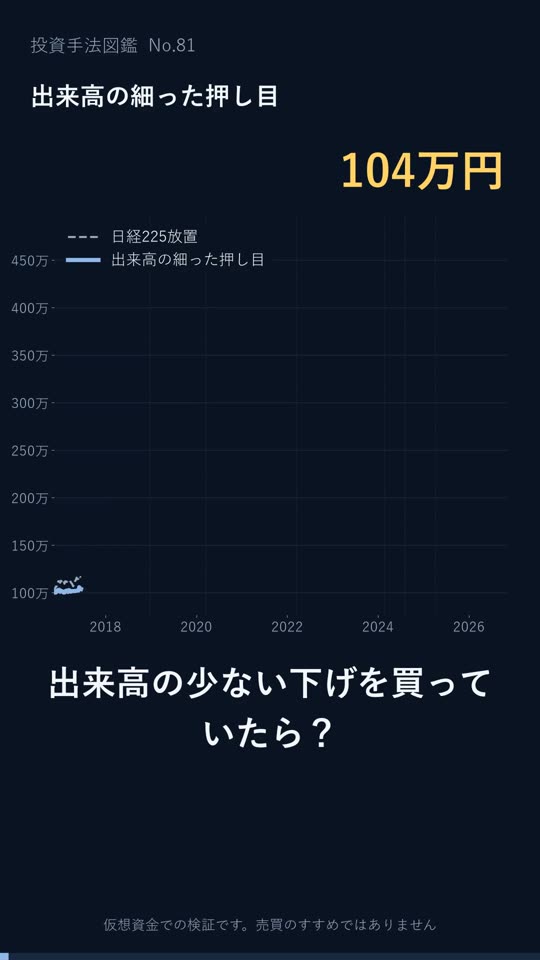 投資手法図鑑 No.81
出来高の細った押し目
104万円
日経225放置
出来高の細った押し目
450万
400万
350万
300万
250万
200万
150万
100万
2018 2020 2022 2024 2026
出来高の少ない下げを買って
いたら？
仮想資金での検証です。売買のすすめではありません